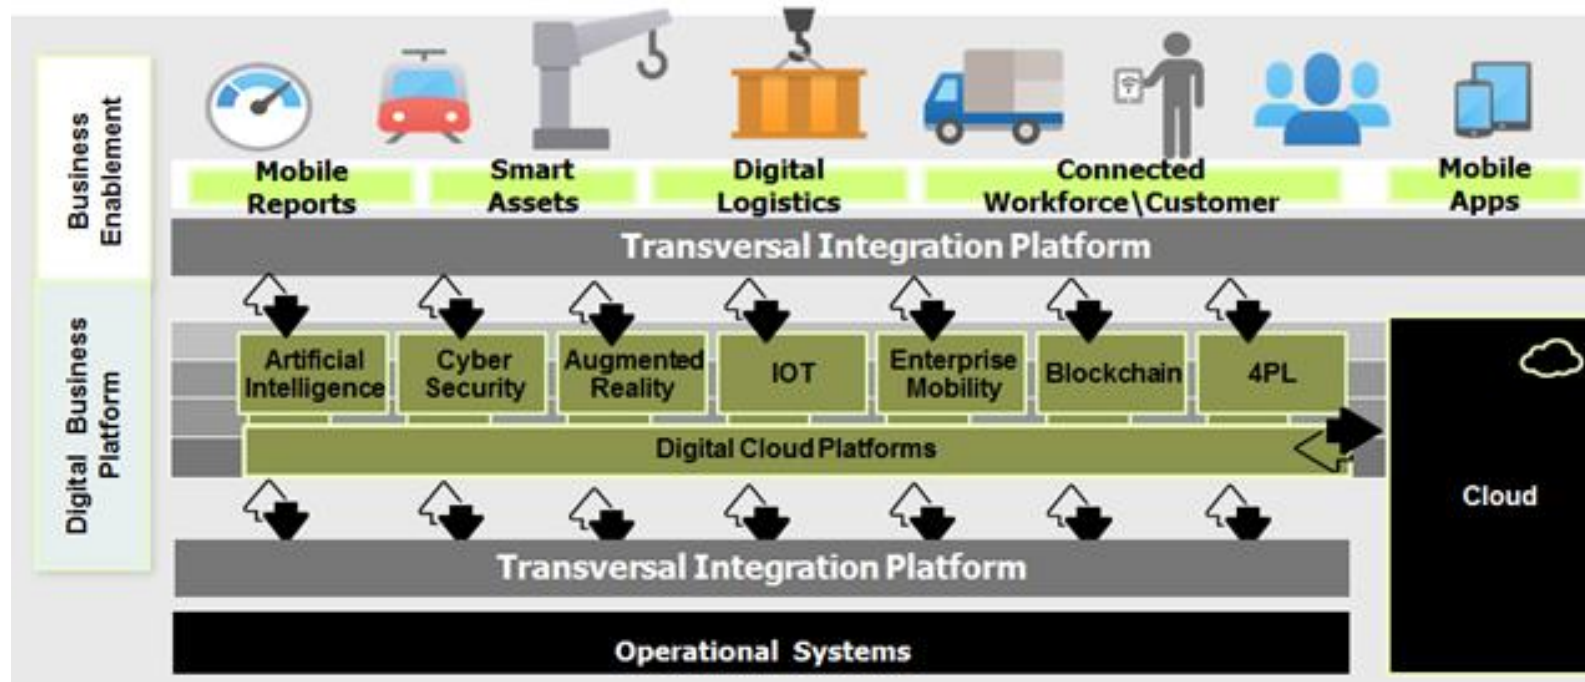 Business
Enablement
Mobile
Reports
Smart
Assets
Digital
Logistics
Connected
Workforce\Customer
Mobile
Apps
Transversal Integration Platform
Digital Business
Platform
Artificial
Intelligence
Cyber
Security
Augmented
Reality
IOT
Enterprise
Mobility
Blockchain
4PL
Digital Cloud Platforms
Cloud
Transversal Integration Platform
Operational Systems